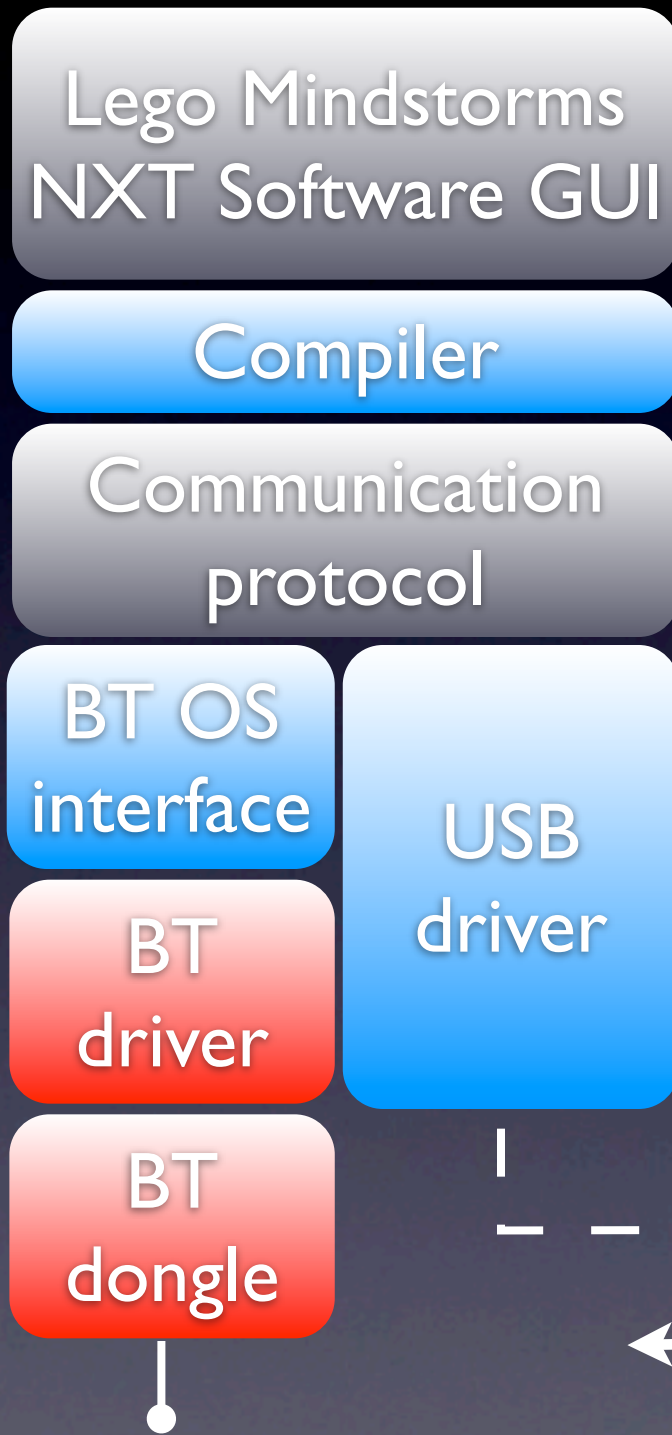 Lego Mindstorms
NXT Software GUI
Compiler
Communication
protocol
BT OS
interface
USB
driver
BT
driver
BT
dongle